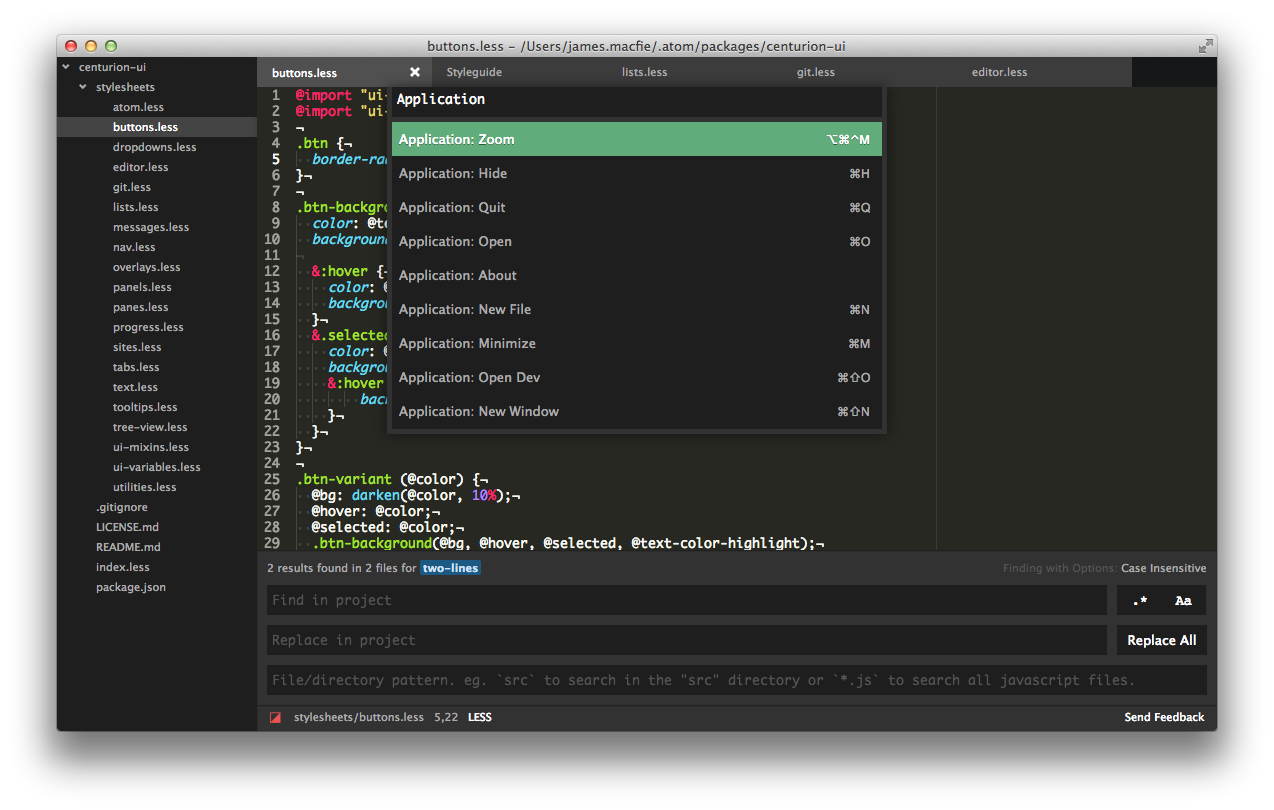 buttons.less – /Users/james.macfie/.atom/packages/centurion-ui
centurion-ui
stylesheets
atom.less
buttons.less
dropdowns.less
editor.less
git.less
lists.less
messages.less
nav.less
overlays.less
panels.less
panes.less
progress.less
sites.less
tabs.less
text.less
tooltips.less
tree-view.less
ui-mixins.less
ui-variables.less
utilities.less
.gitignore
LICENSE.md
README.md
index.less
package.json
buttons.less Styleguide lists.less git.less editor.less
1 @import "ui-
2 @import "ui-
3 ¬
4 .btn {¬
5 border-rad
6 }¬
7 ¬
8 .btn-backgro
9 color: @te
10 background
11 ¬
12 &:hover {¬
13 color: @
14 backgrou
15 }¬
16 &.selected
17 color: @
18 backgrou
19 &:hover
20 bac
21 }¬
22 }¬
23 }¬
24 ¬
25 .btn-variant (@color) {¬
26 @bg: darken(@color, 10%);¬
27 @hover: @color;¬
28 @selected: @color;¬
29 .btn-background(@bg, @hover, @selected, @text-color-highlight);¬
Application
Application: Zoom ⌥⌘^M
Application: Hide ⌘H
Application: Quit ⌘Q
Application: Open ⌘O
Application: About
Application: New File ⌘N
Application: Minimize ⌘M
Application: Open Dev ⌘⇧O
Application: New Window ⌘⇧N
2 results found in 2 files for two-lines Finding with Options: Case Insensitive
Find in project .* Aa
Replace in project Replace All
File/directory pattern. eg. `src` to search in the "src" directory or `*.js` to search all javascript files.
stylesheets/buttons.less 5,22 LESS Send Feedback